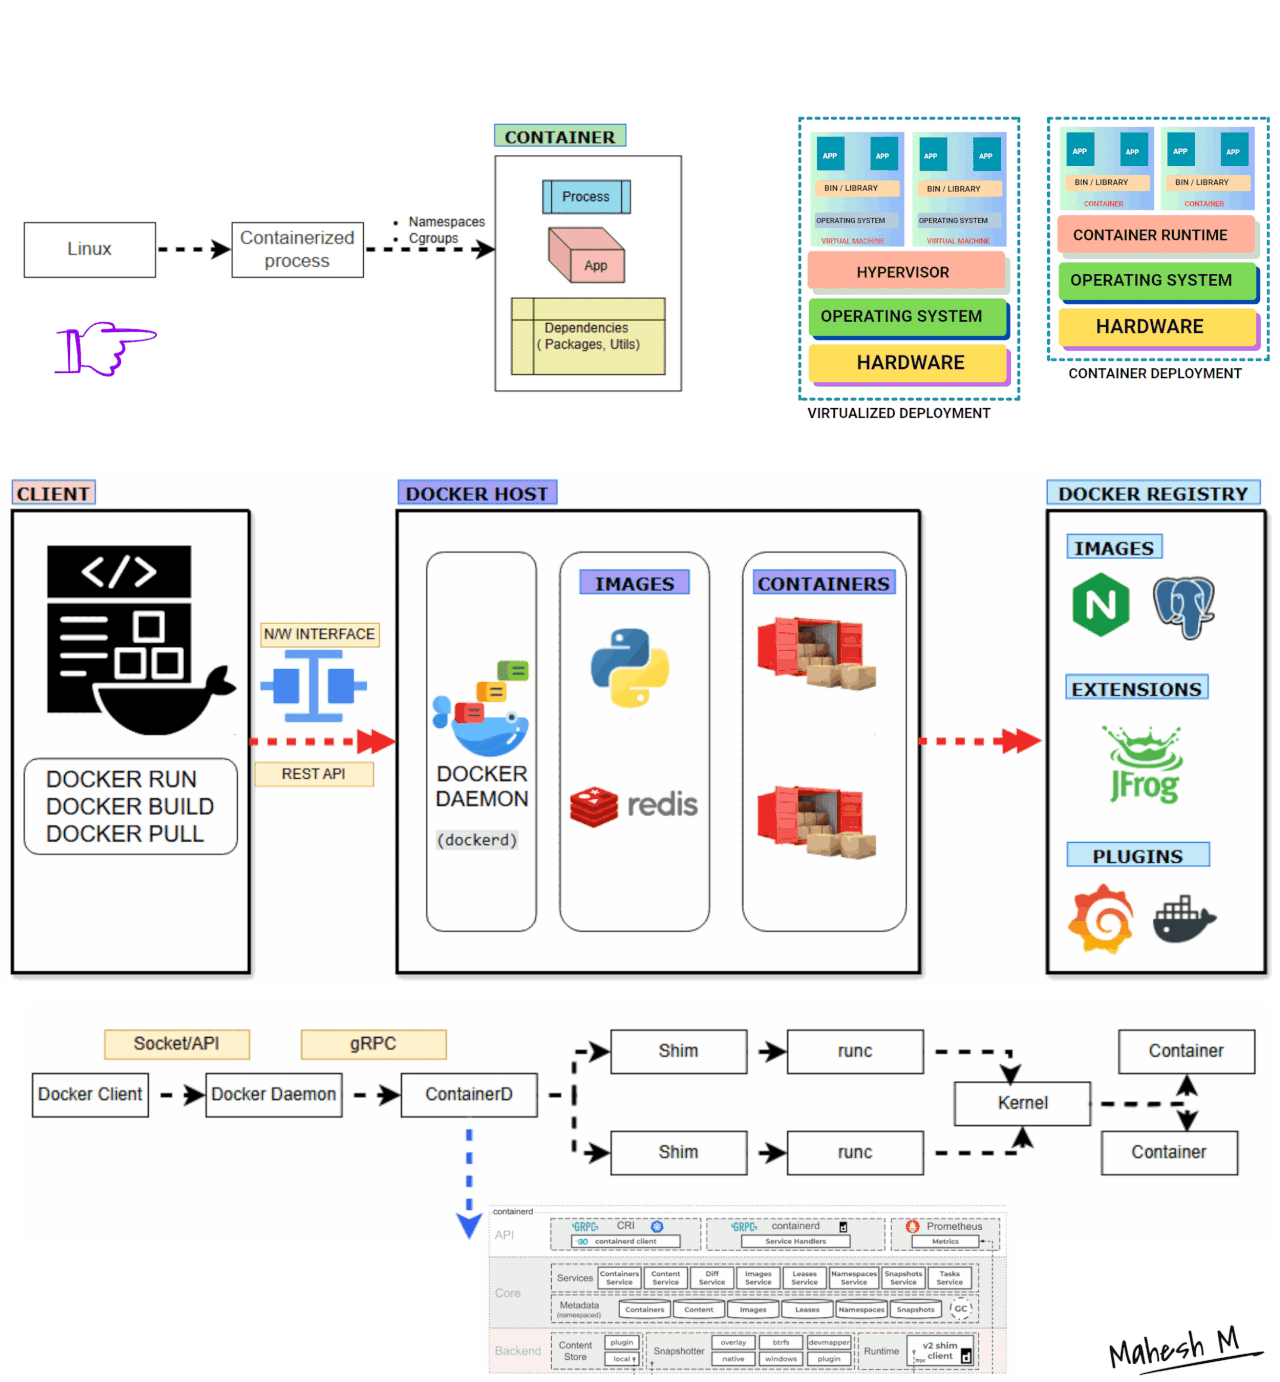 CONTAINER
Process
App
Dependencies
( Packages, Utils)
Linux
Containerized
process
Namespaces
Cgroups
APP APP APP APP
BIN / LIBRARY BIN / LIBRARY
OPERATING SYSTEM OPERATING SYSTEM
VIRTUAL MACHINE VIRTUAL MACHINE
HYPERVISOR
OPERATING SYSTEM
HARDWARE
VIRTUALIZED DEPLOYMENT
APP APP APP APP
BIN / LIBRARY BIN / LIBRARY
CONTAINER CONTAINER
CONTAINER RUNTIME
OPERATING SYSTEM
HARDWARE
CONTAINER DEPLOYMENT
CLIENT
</>
DOCKER RUN
DOCKER BUILD
DOCKER PULL
N/W INTERFACE
REST API
DOCKER HOST
DOCKER
DAEMON
(dockerd)
IMAGES
redis
CONTAINERS
DOCKER REGISTRY
IMAGES
N
EXTENSIONS
JFrog
PLUGINS
Socket/API
gRPC
Docker Client
Docker Daemon
ContainerD
Shim
runc
Shim
runc
Kernel
Container
Container
containerd
API
GRPC CRI
GO containerd client
GRPC containerd d
Service Handlers
Prometheus
Metrics
Core
Services
Containers Service
Content Service
Diff Service
Images Service
Leases Service
Namespaces Service
Snapshots Service
Tasks Service
Metadata
(namespaced)
Containers
Content
Images
Leases
Namespaces
Snapshots
GC
Backend
Content
Store
plugin
local
Snapshotter
overlay btrfs devmapper
native windows plugin
Runtime
v2 shim
client
ttrpc
d
Mahesh M